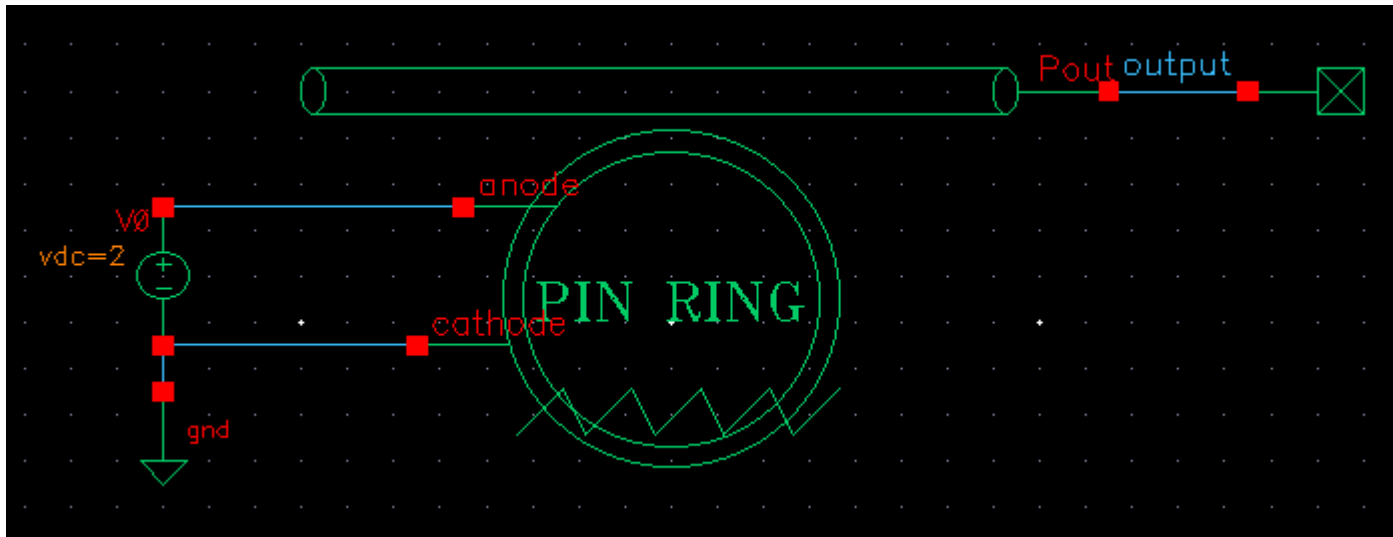 Pout output
anode
V0
vdc=2
PIN RING
cathode
gnd